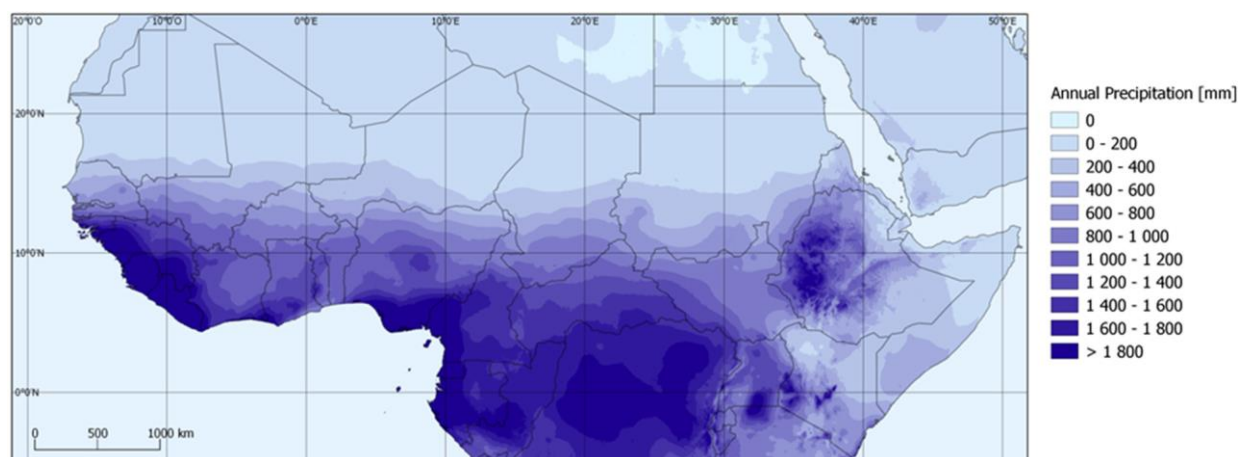 20°0'O 10°0'O 0°0'E 10°0'E 20°0'E 30°0'E 40°0'E 50°0'E
20°0'N
10°0'N
0°0'N
0 500 1000 km
Annual Precipitation [mm]
0
0 - 200
200 - 400
400 - 600
600 - 800
800 - 1 000
1 000 - 1 200
1 200 - 1 400
1 400 - 1 600
1 600 - 1 800
> 1 800